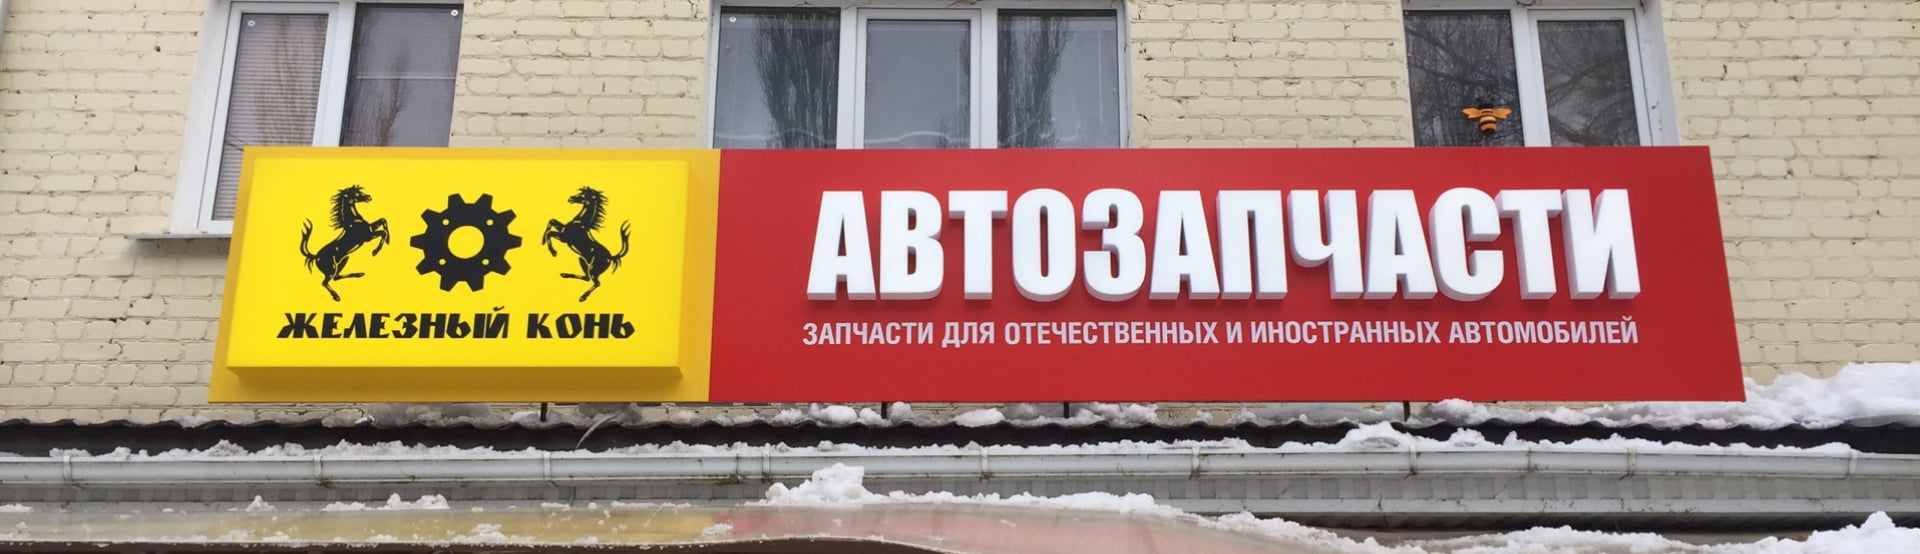 ЖЕЛЕЗНЫЙ КОНЬ
АВТОЗАПЧАСТИ
ЗАПЧАСТИ ДЛЯ ОТЕЧЕСТВЕННЫХ И ИНОСТРАННЫХ АВТОМОБИЛЕЙ